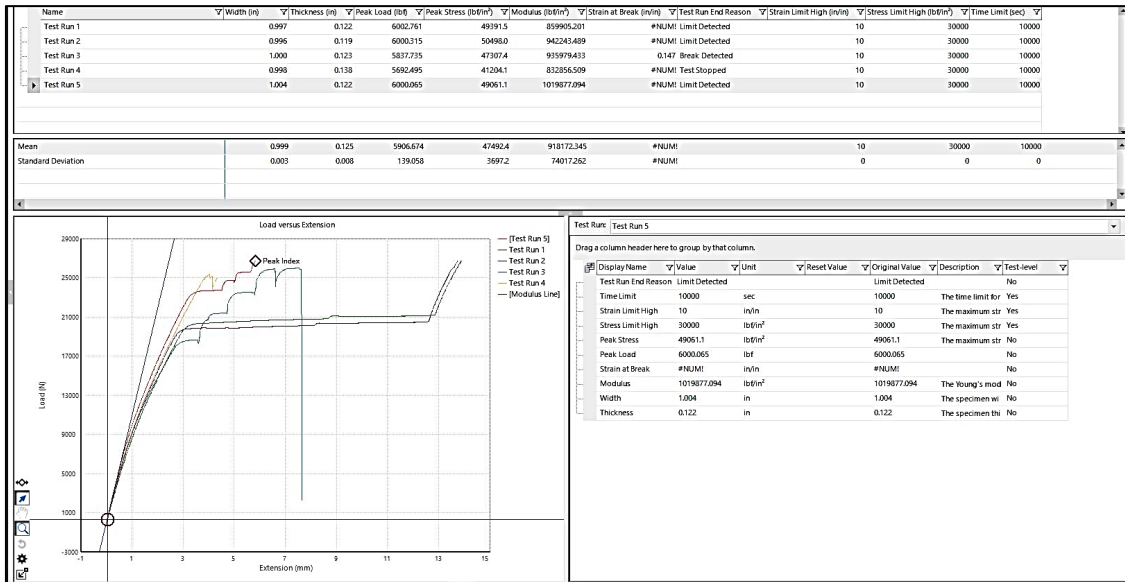 Name Width (in) Thickness (in) Peak Load (lbf) Peak Stress (lbf/in²) Modulus (lbf/in²) Strain at Break (in/in) Test Run End Reason Strain Limit High (in/in) Stress Limit High (lbf/in²) Time Limit (sec)
Test Run 1 0.997 0.122 6002.761 49391.5 859905.201 #NUM! Limit Detected 10 30000 10000
Test Run 2 0.996 0.119 6000.315 50498.0 942243.489 #NUM! Limit Detected 10 30000 10000
Test Run 3 1.000 0.123 5837.735 47307.4 935979.433 0.147 Break Detected 10 30000 10000
Test Run 4 0.998 0.138 5692.495 41204.1 832856.509 #NUM! Test Stopped 10 30000 10000
Test Run 5 1.004 0.122 6000.065 49061.1 1019877.094 #NUM! Limit Detected 10 30000 10000
Mean 0.999 0.125 5906.674 47492.4 918172.345 #NUM! 10 30000 10000
Standard Deviation 0.003 0.008 139.058 3697.2 74017.262 #NUM! 0 0 0
Load versus Extension
29000
25000
21000
17000
13000
9000
5000
1000
-3000
Load (N)
Peak Index
-1 1 3 5 7 9 11 13 15
Extension (mm)
[Test Run 5]
Test Run 1
Test Run 2
Test Run 3
Test Run 4
[Modulus Line]
Test Run: Test Run 5
Drag a column header here to group by that column.
Display Name Value Unit Reset Value Original Value Description Test-level
Test Run End Reason Limit Detected Limit Detected No
Time Limit 10000 sec 10000 The time limit for Yes
Strain Limit High 10 in/in 10 The maximum str Yes
Stress Limit High 30000 lbf/in² 30000 The maximum str Yes
Peak Stress 49061.1 lbf/in² 49061.1 The maximum str No
Peak Load 6000.065 lbf 6000.065 No
Strain at Break #NUM! in/in #NUM! No
Modulus 1019877.094 lbf/in² 1019877.094 The Young's mod No
Width 1.004 in 1.004 The specimen wi No
Thickness 0.122 in 0.122 The specimen thi No